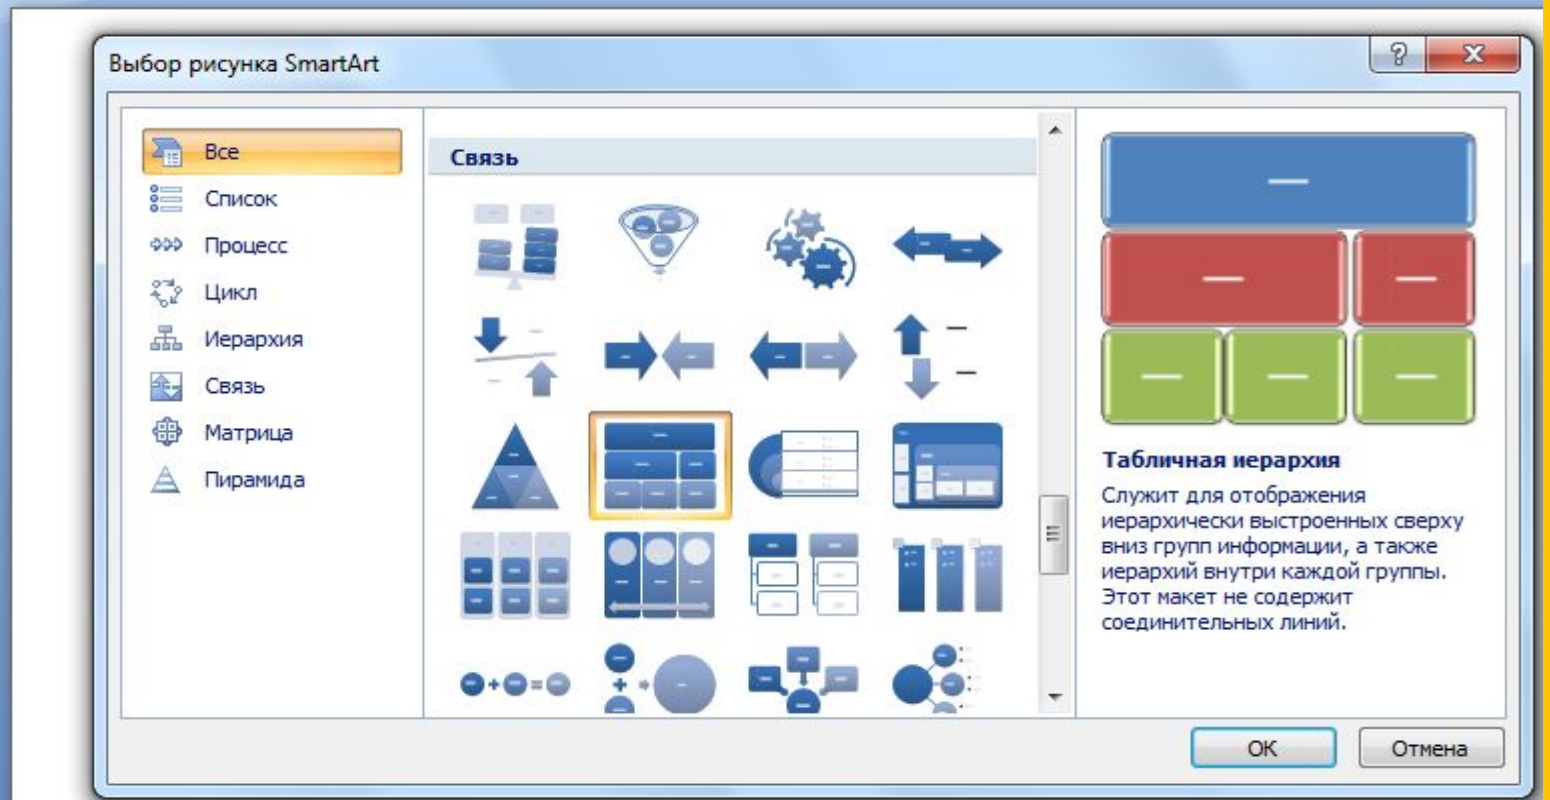 Выбор рисунка SmartArt
Все
Список
Процесс
Цикл
Иерархия
Связь
Матрица
Пирамида
Связь
Табличная иерархия
Служит для отображения
иерархически выстроенных сверху
вниз групп информации, а также
иерархий внутри каждой группы.
Этот макет не содержит
соединительных линий.
ОК
Отмена